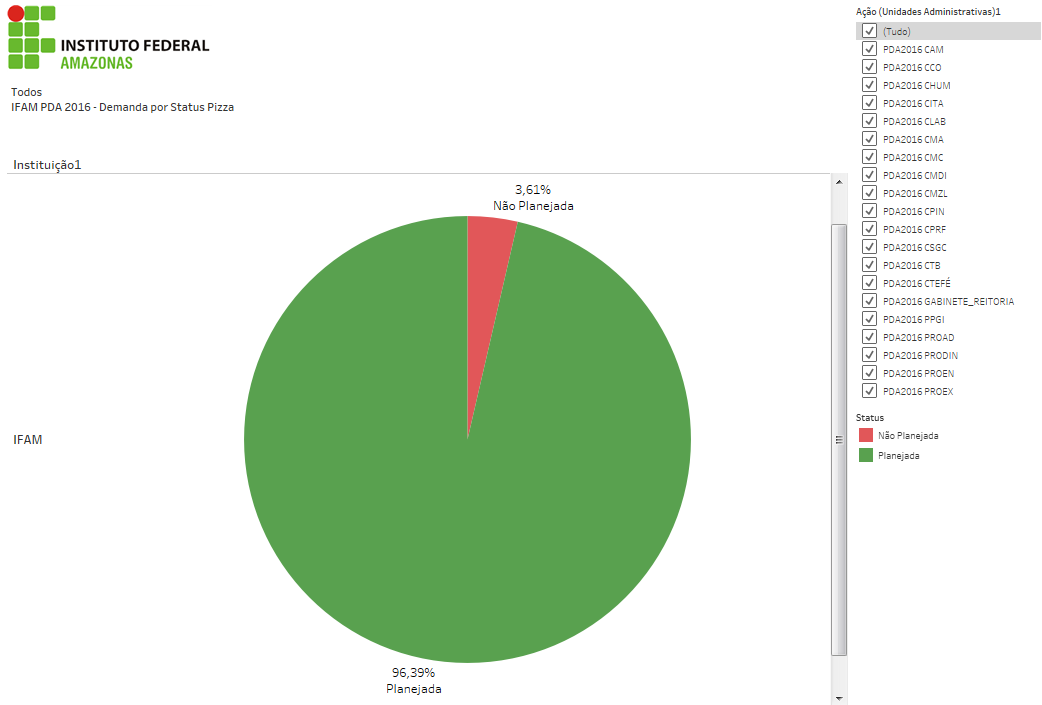 INSTITUTO FEDERAL
AMAZONAS
Todos
IFAM PDA 2016 - Demanda por Status Pizza
Instituição1
3,61%
Não Planejada
IFAM
96,39%
Planejada
Ação (Unidades Administrativas)1
(Tudo)
PDA2016 CAM
PDA2016 CCO
PDA2016 CHUM
PDA2016 CITA
PDA2016 CLAB
PDA2016 CMA
PDA2016 CMC
PDA2016 CMDI
PDA2016 CMZL
PDA2016 CPIN
PDA2016 CPRF
PDA2016 CSGC
PDA2016 CTB
PDA2016 CTEFÉ
PDA2016 GABINETE_REITORIA
PDA2016 PPGI
PDA2016 PROAD
PDA2016 PRODIN
PDA2016 PROEN
PDA2016 PROEX
Status
Não Planejada
Planejada